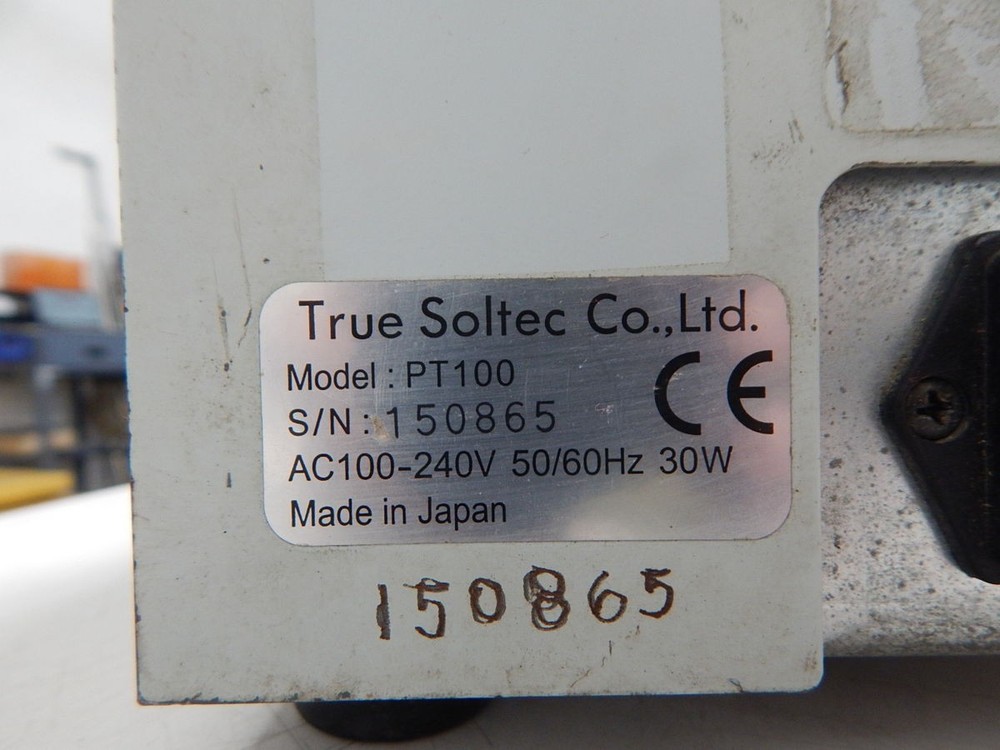 True Soltec Co.,Ltd.
Model : PT100
S/N : 150865
CE
AC100-240V 50/60Hz 30W
Made in Japan
150865